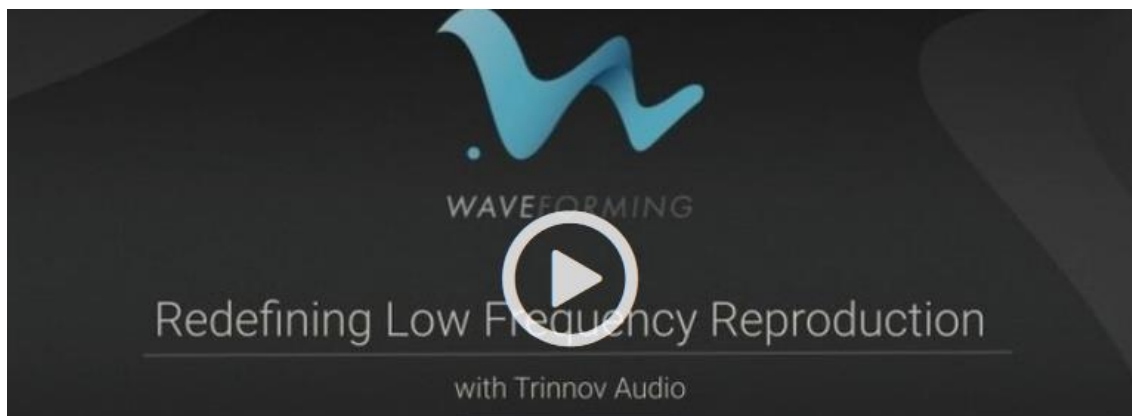 WAVEFORMING
Redefining Low Frequency Reproduction
with Trinnov Audio